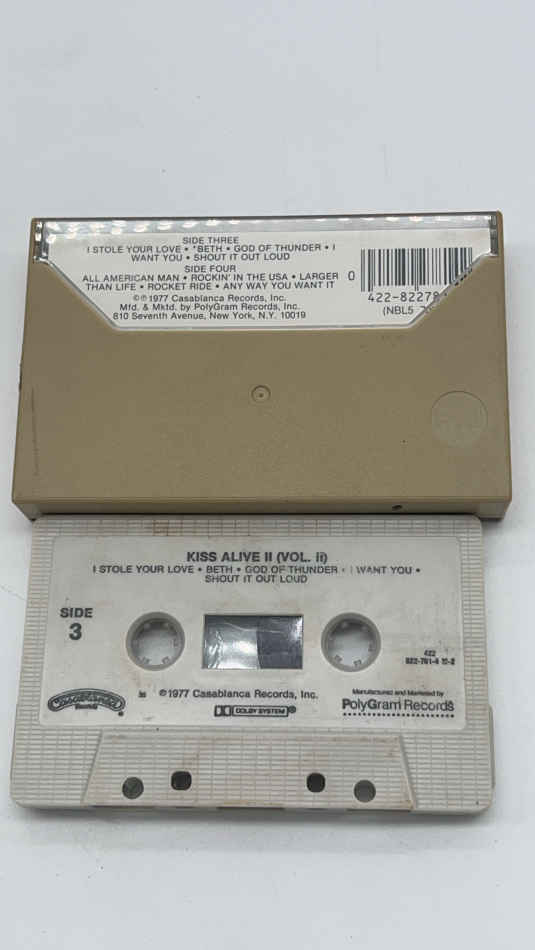 SIDE THREE
I STOLE YOUR LOVE • *BETH • GOD OF THUNDER • I
WANT YOU • SHOUT IT OUT LOUD
SIDE FOUR
ALL AMERICAN MAN • ROCKIN' IN THE USA • LARGER
THAN LIFE • ROCKET RIDE • ANY WAY YOU WANT IT
℗©1977 Casablanca Records, Inc.
Mfd. & Mktd. by PolyGram Records, Inc.
810 Seventh Avenue, New York, N.Y. 10019
0
422-82278
(NBL5
KISS ALIVE II (VOL. ii)
I STOLE YOUR LOVE • BETH • GOD OF THUNDER • I WANT YOU •
SHOUT IT OUT LOUD
SIDE
3
422
Casablanca
Records
℗1977 Casablanca Records, Inc.
DOLBY SYSTEM®
Manufactured and Marketed by
PolyGram Records